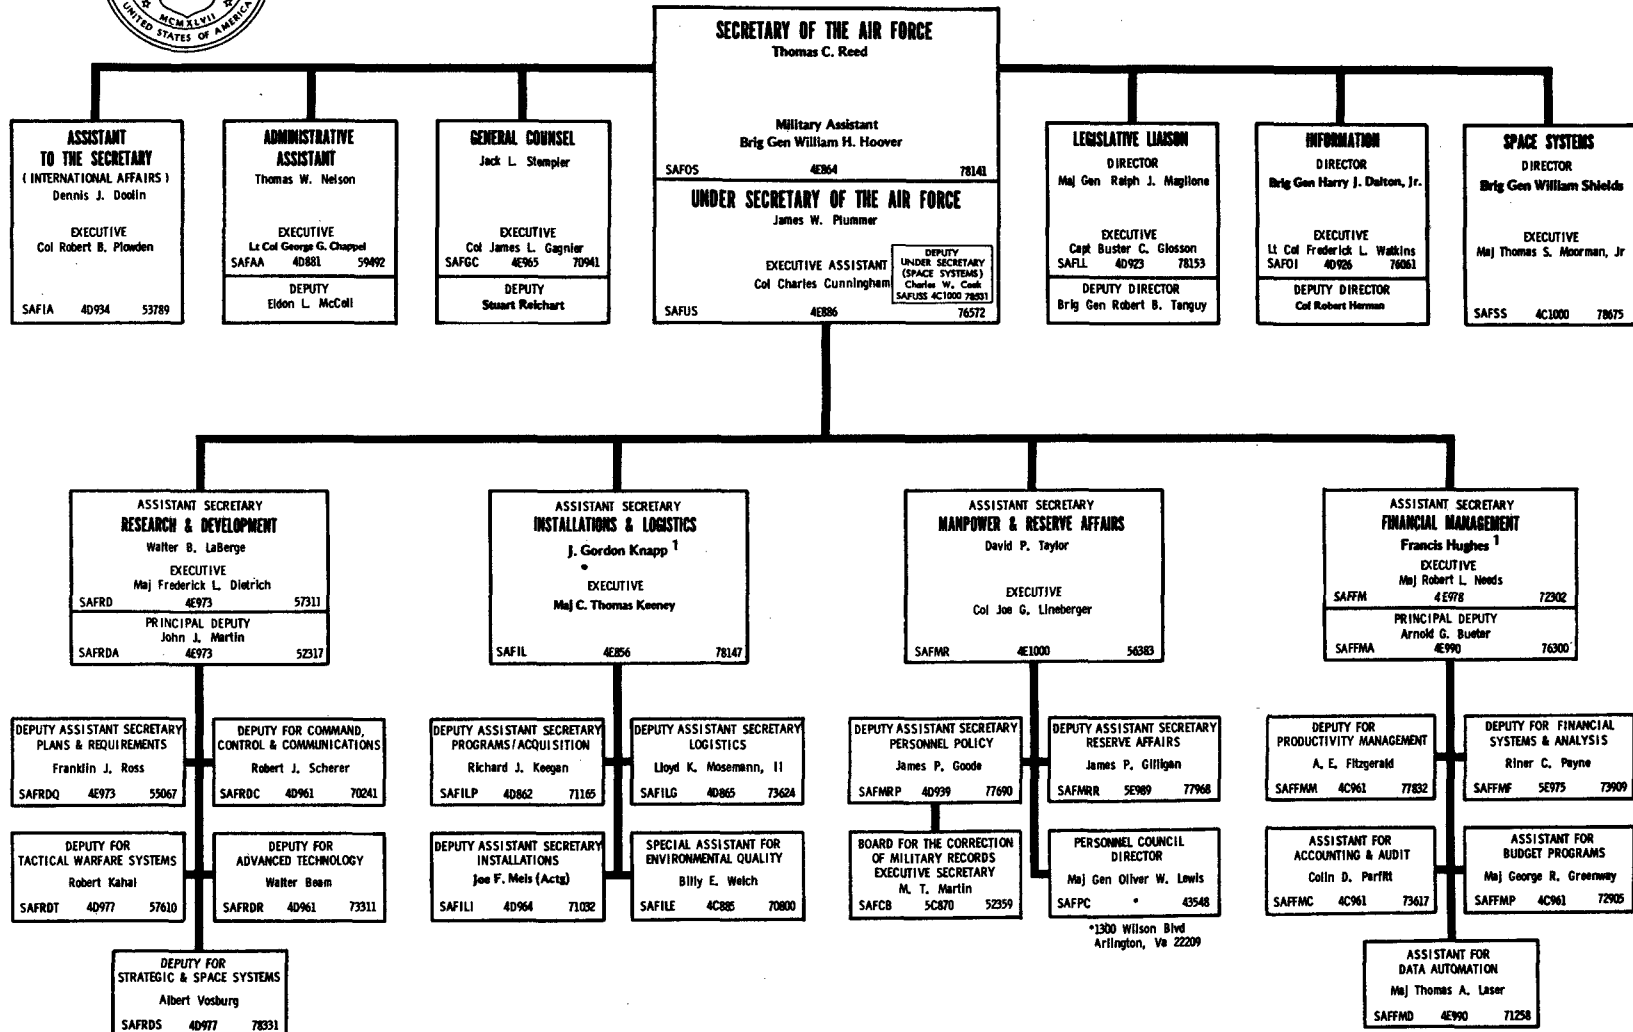 MCMXLVII
UNITED STATES OF AMERICA
SECRETARY OF THE AIR FORCE
Thomas C. Reed
Military Assistant
Brig Gen William H. Hoover
SAFOS 4E864 78141
UNDER SECRETARY OF THE AIR FORCE
James W. Plummer
EXECUTIVE ASSISTANT
Col Charles Cunningham
DEPUTY
UNDER SECRETARY
(SPACE SYSTEMS)
Charles W. Cook
SAFUSS 4C1000 78531
SAFUS 4E886 76572
ASSISTANT
TO THE SECRETARY
( INTERNATIONAL AFFAIRS )
Dennis J. Doolin
EXECUTIVE
Col Robert B. Plowden
SAFIA 4D934 53789
ADMINISTRATIVE
ASSISTANT
Thomas W. Nelson
EXECUTIVE
Lt Col George G. Chappel
SAFAA 4D881 59492
DEPUTY
Eldon L. McColl
GENERAL COUNSEL
Jack L. Stempler
EXECUTIVE
Col James L. Gagnier
SAFGC 4E965 70941
DEPUTY
Stuart Reichart
LEGISLATIVE LIAISON
DIRECTOR
Maj Gen Ralph J. Maglione
EXECUTIVE
Capt Buster C. Glosson
SAFLL 4D923 78153
DEPUTY DIRECTOR
Brig Gen Robert B. Tanguy
INFORMATION
DIRECTOR
Brig Gen Harry J. Dalton, Jr.
EXECUTIVE
Lt Col Frederick L. Watkins
SAFOI 4D926 76061
DEPUTY DIRECTOR
Col Robert Herman
SPACE SYSTEMS
DIRECTOR
Brig Gen William Shields
EXECUTIVE
Maj Thomas S. Moorman, Jr
SAFSS 4C1000 78675
ASSISTANT SECRETARY
RESEARCH & DEVELOPMENT
Walter B. LaBerge
EXECUTIVE
Maj Frederick L. Dietrich
SAFRD 4E973 57311
PRINCIPAL DEPUTY
John J. Martin
SAFRDA 4E973 52317
ASSISTANT SECRETARY
INSTALLATIONS & LOGISTICS
J. Gordon Knapp 1
EXECUTIVE
Maj C. Thomas Keeney
SAFIL 4E856 78147
ASSISTANT SECRETARY
MANPOWER & RESERVE AFFAIRS
David P. Taylor
EXECUTIVE
Col Joe G. Lineberger
SAFMR 4E1000 56383
ASSISTANT SECRETARY
FINANCIAL MANAGEMENT
Francis Hughes 1
EXECUTIVE
Maj Robert L. Needs
SAFFM 4E978 72302
PRINCIPAL DEPUTY
Arnold G. Bueter
SAFFMA 4E990 76300
DEPUTY ASSISTANT SECRETARY
PLANS & REQUIREMENTS
Franklin J. Ross
SAFRDQ 4E973 55067
DEPUTY FOR COMMAND,
CONTROL & COMMUNICATIONS
Robert J. Scherer
SAFRDC 4D961 70241
DEPUTY ASSISTANT SECRETARY
PROGRAMS/ACQUISITION
Richard J. Keegan
SAFILP 4D862 71165
DEPUTY ASSISTANT SECRETARY
LOGISTICS
Lloyd K. Mosemann, II
SAFILG 4D865 73624
DEPUTY ASSISTANT SECRETARY
PERSONNEL POLICY
James P. Goode
SAFMRP 4D939 77690
DEPUTY ASSISTANT SECRETARY
RESERVE AFFAIRS
James P. Gilligan
SAFMRR 5E989 77968
DEPUTY FOR
PRODUCTIVITY MANAGEMENT
A. E. Fitzgerald
SAFFMM 4C961 77832
DEPUTY FOR FINANCIAL
SYSTEMS & ANALYSIS
Riner C. Payne
SAFFMF 5E975 73909
DEPUTY FOR
TACTICAL WARFARE SYSTEMS
Robert Kahal
SAFRDT 4D977 57610
DEPUTY FOR
ADVANCED TECHNOLOGY
Walter Beam
SAFRDR 4D961 73311
DEPUTY ASSISTANT SECRETARY
INSTALLATIONS
Joe F. Meis (Actg)
SAFILI 4D964 71032
SPECIAL ASSISTANT FOR
ENVIRONMENTAL QUALITY
Billy E. Welch
SAFILE 4C885 70800
BOARD FOR THE CORRECTION
OF MILITARY RECORDS
EXECUTIVE SECRETARY
M. T. Martin
SAFCB 5C870 52359
PERSONNEL COUNCIL
DIRECTOR
Maj Gen Oliver W. Lewis
SAFPC * 43548
*1300 Wilson Blvd
Arlington, Va 22209
ASSISTANT FOR
ACCOUNTING & AUDIT
Colin D. Parfitt
SAFFMC 4C961 73617
ASSISTANT FOR
BUDGET PROGRAMS
Maj George R. Greenway
SAFFMP 4C961 72905
DEPUTY FOR
STRATEGIC & SPACE SYSTEMS
Albert Vosburg
SAFRDS 4D977 78331
ASSISTANT FOR
DATA AUTOMATION
Maj Thomas A. Laser
SAFFMD 4E990 71258